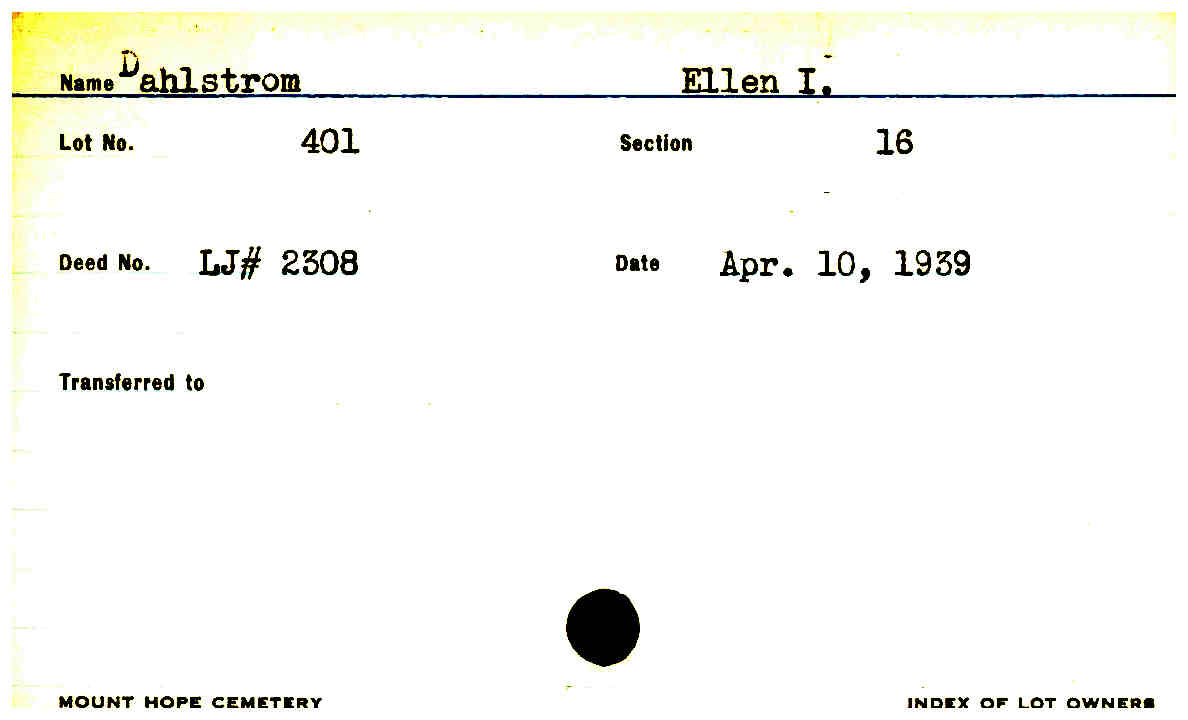 Name Dahlstrom Ellen I.
Lot No. 401 Section 16
Deed No. LJ# 2308 Date Apr. 10, 1939
Transferred to
MOUNT HOPE CEMETERY INDEX OF LOT OWNERS